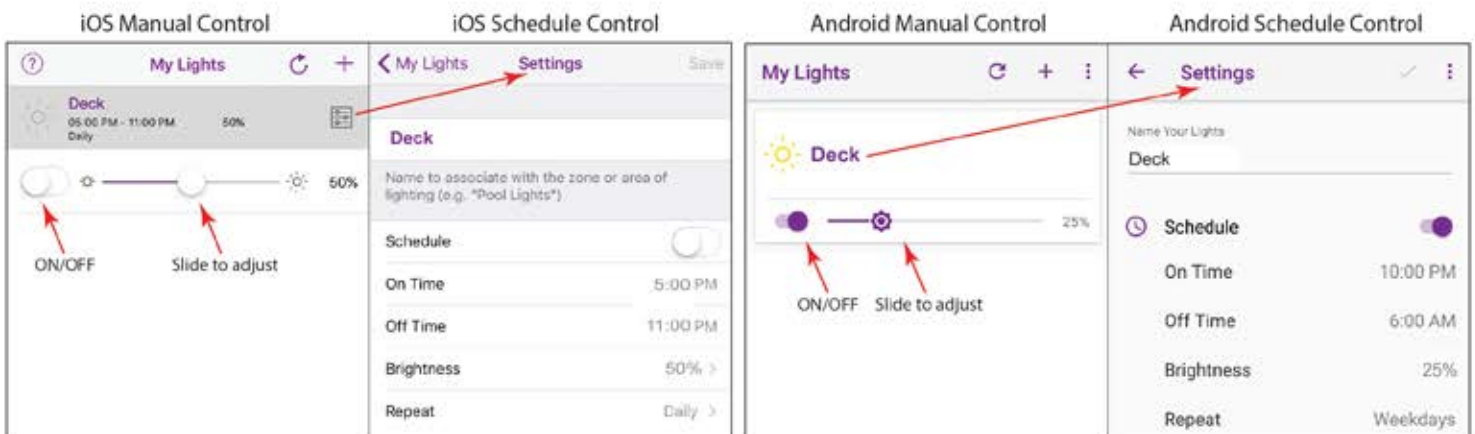 iOS Manual Control
iOS Schedule Control
Android Manual Control
Android Schedule Control
My Lights
Deck
05:00 PM - 11:00 PM
50%
Daily
50%
ON/OFF
Slide to adjust
My Lights
Settings
Save
Deck
Name to associate with the zone or area of
lighting (e.g. "Pool Lights")
Schedule
On Time
5:00 PM
Off Time
11:00 PM
Brightness
50% >
Repeat
Daily >
My Lights
Deck
25%
ON/OFF
Slide to adjust
Settings
Name Your Lights
Deck
Schedule
On Time
10:00 PM
Off Time
6:00 AM
Brightness
25%
Repeat
Weekdays